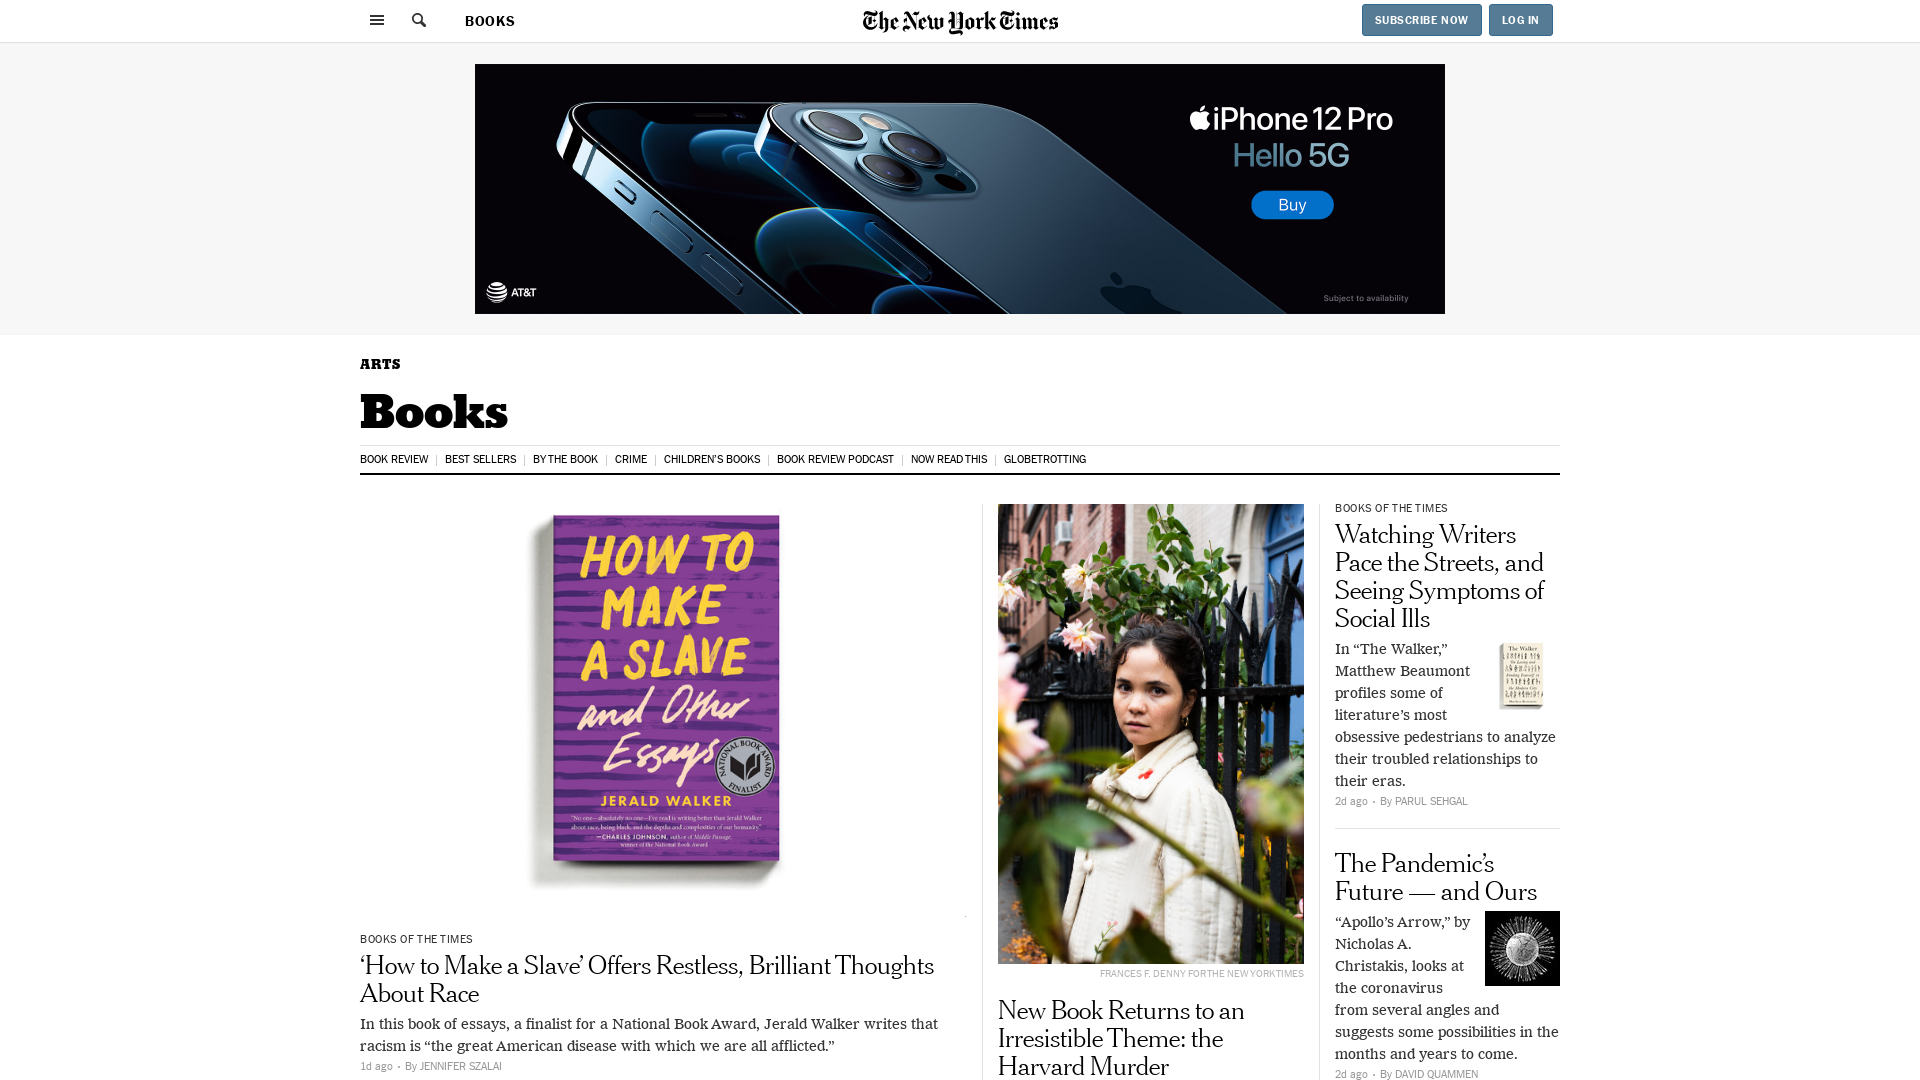 BOOKS
The New York Times
SUBSCRIBE NOW
LOG IN
iPhone 12 Pro
Hello 5G
Buy
AT&T
Subject to availability
ARTS
Books
BOOK REVIEW
BEST SELLERS
BY THE BOOK
CRIME
CHILDREN'S BOOKS
BOOK REVIEW PODCAST
NOW READ THIS
GLOBETROTTING
HOW TO
MAKE
A SLAVE
and Other
Essays
NATIONAL BOOK AWARD
FINALIST
JERALD WALKER
"No one—absolutely no one—I've read is writing better than Jerald Walker
about race, being black, and the depths and complexities of our humanity."
—CHARLES JOHNSON, author of Middle Passage,
winner of the National Book Award
BOOKS OF THE TIMES
‘How to Make a Slave’ Offers Restless, Brilliant Thoughts
About Race
In this book of essays, a finalist for a National Book Award, Jerald Walker writes that
racism is “the great American disease with which we are all afflicted.”
1d ago • By JENNIFER SZALAI
FRANCES F. DENNY FOR THE NEW YORK TIMES
New Book Returns to an
Irresistible Theme: the
Harvard Murder
BOOKS OF THE TIMES
Watching Writers
Pace the Streets, and
Seeing Symptoms of
Social Ills
In “The Walker,”
Matthew Beaumont
profiles some of
literature’s most
obsessive pedestrians to analyze
their troubled relationships to
their eras.
The Walker
2d ago • By PARUL SEHGAL
The Pandemic’s
Future — and Ours
“Apollo’s Arrow,” by
Nicholas A.
Christakis, looks at
the coronavirus
from several angles and
suggests some possibilities in the
months and years to come.
2d ago • By DAVID QUAMMEN